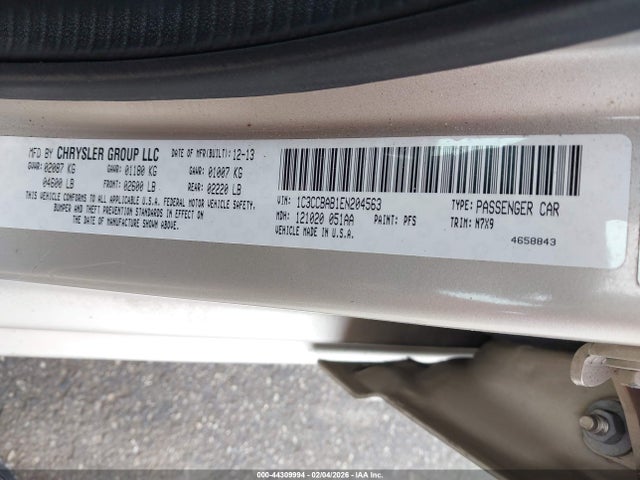 MFD BY CHRYSLER GROUP LLC DATE OF MFR(BUILT): 12-13
GVWR: 02087 KG GAWR: 01180 KG GAWR: 01007 KG
04600 LB FRONT: 02600 LB REAR: 02220 LB
THIS VEHICLE CONFORMS TO ALL APPLICABLE U.S.A. FEDERAL MOTOR VEHICLE SAFETY,
BUMPER AND THEFT PREVENTION STANDARDS IN EFFECT ON
THE DATE OF MANUFACTURE SHOWN ABOVE.
VIN: 1C3CCBAB1EN204563 TYPE: PASSENGER CAR
MDH: 121020 051AA PAINT: PFS TRIM: N7X9
VEHICLE MADE IN U.S.A. 4658843
000-44309994 | 02/04/2026 - IAA Inc.